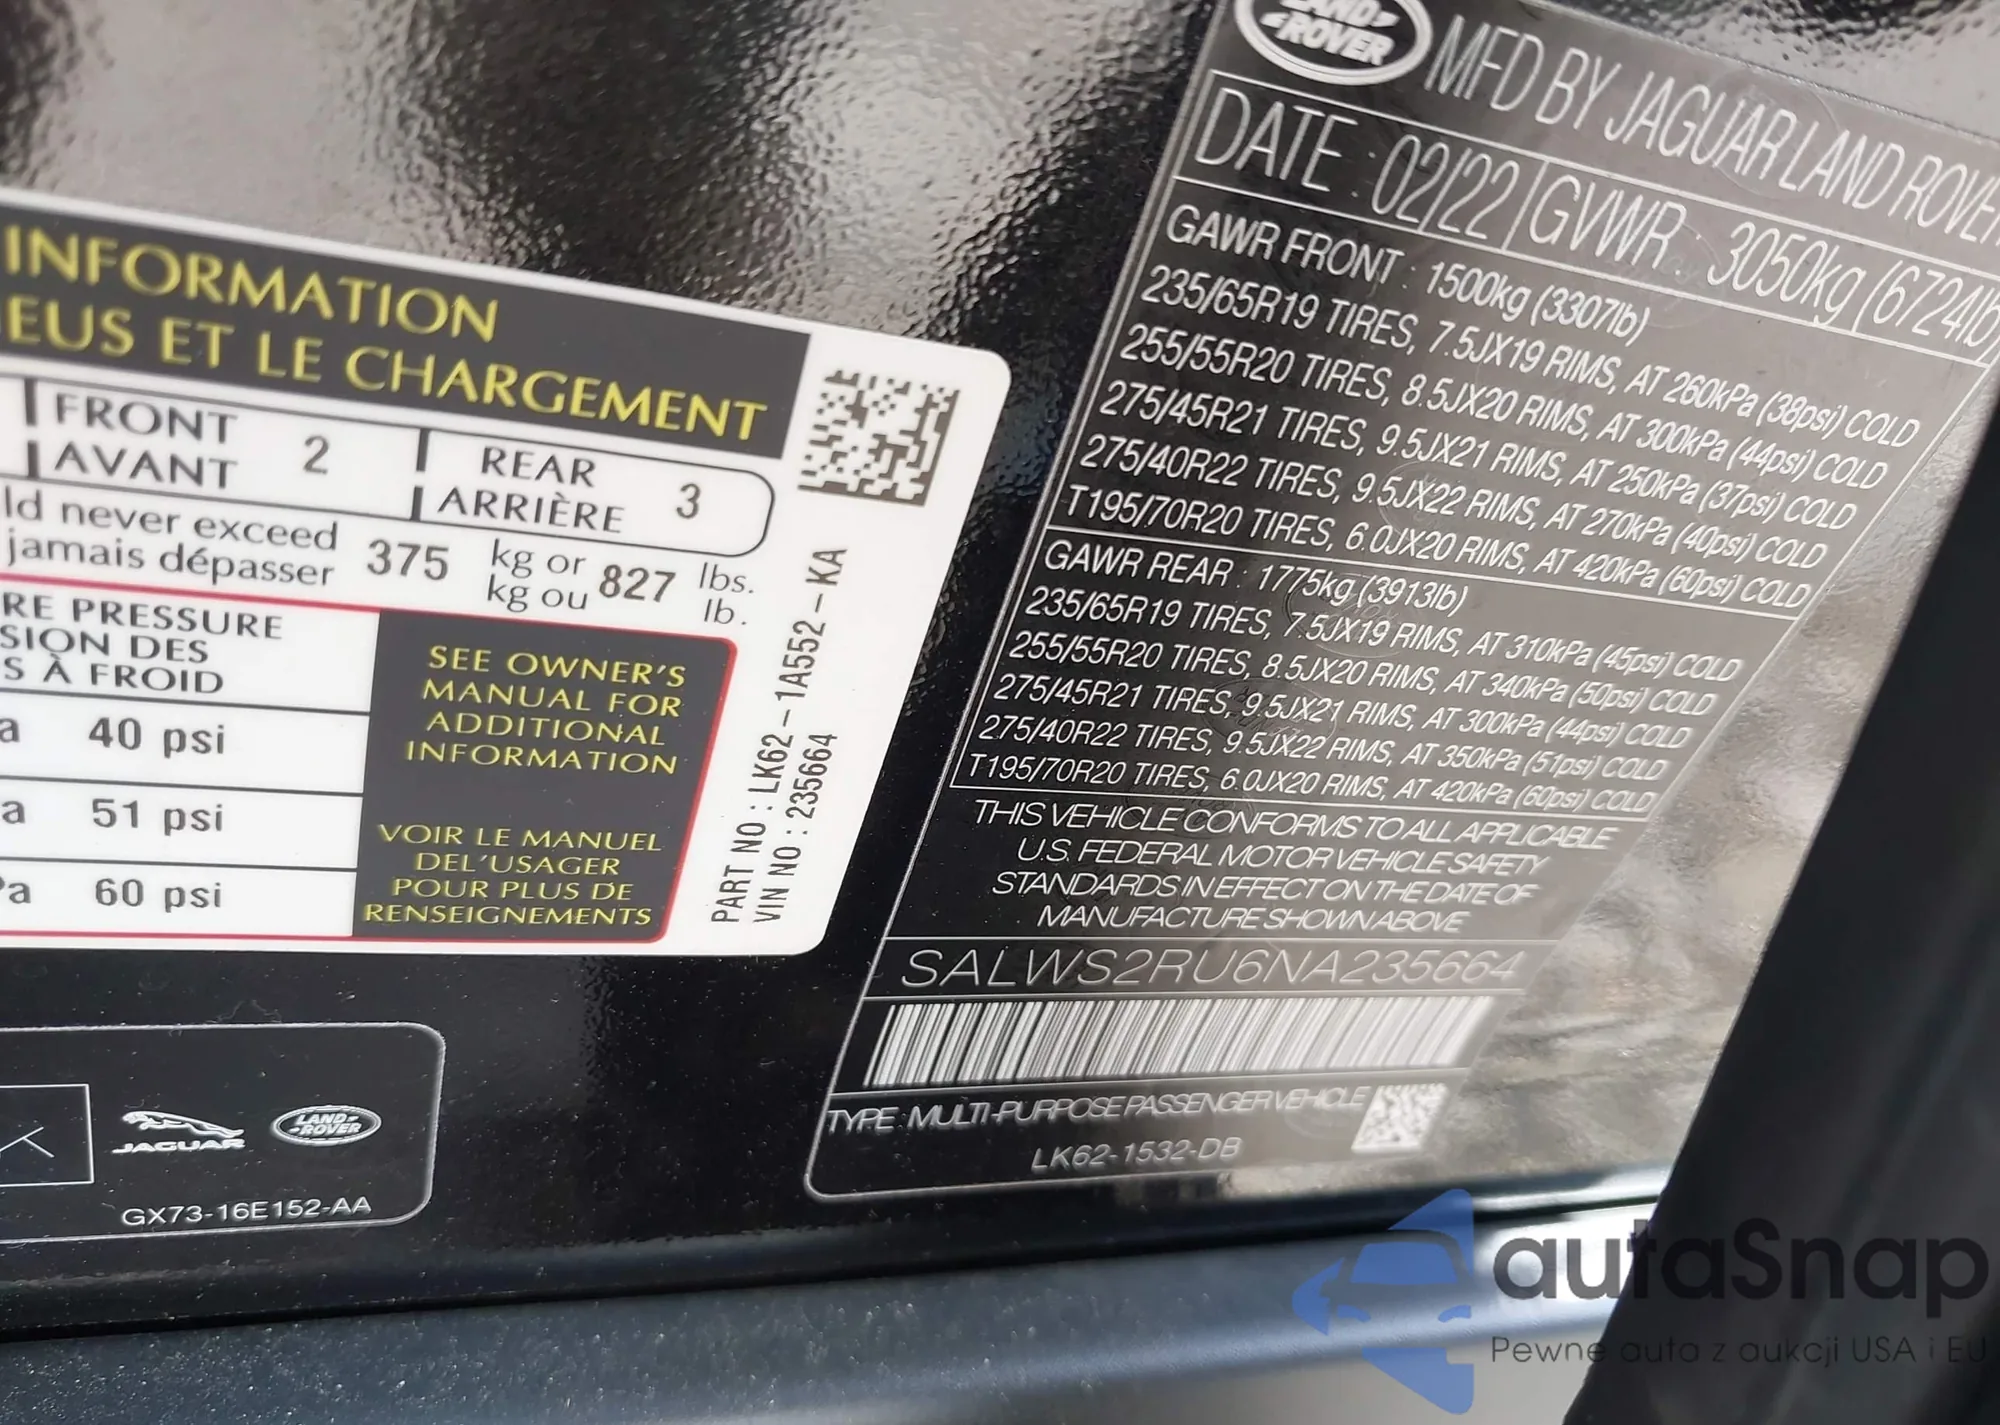 INFORMATION
EUS ET LE CHARGEMENT
FRONT
AVANT
2
REAR
ARRIÈRE
3
ld never exceed
jamais dépasser
375
kg or
kg ou
827
lbs.
lb.
RE PRESSURE
SION DES
S À FROID
a 40 psi
a 51 psi
Pa 60 psi
SEE OWNER'S
MANUAL FOR
ADDITIONAL
INFORMATION
VOIR LE MANUEL
DEL'USAGER
POUR PLUS DE
RENSEIGNEMENTS
PART NO : LK62-1A552-KA
VIN NO : 235664
JAGUAR
LAND ROVER
GX73-16E152-AA
LAND ROVER
MFD BY JAGUAR LAND ROVER
DATE : 02/22 GVWR : 3050kg (6724lb)
GAWR FRONT : 1500kg (3307lb)
235/65R19 TIRES, 7.5JX19 RIMS, AT 260kPa (38psi) COLD
255/55R20 TIRES, 8.5JX20 RIMS, AT 300kPa (44psi) COLD
275/45R21 TIRES, 9.5JX21 RIMS, AT 250kPa (37psi) COLD
275/40R22 TIRES, 9.5JX22 RIMS, AT 270kPa (40psi) COLD
T195/70R20 TIRES, 6.0JX20 RIMS, AT 420kPa (60psi) COLD
GAWR REAR : 1775kg (3913lb)
235/65R19 TIRES, 7.5JX19 RIMS, AT 310kPa (45psi) COLD
255/55R20 TIRES, 8.5JX20 RIMS, AT 340kPa (50psi) COLD
275/45R21 TIRES, 9.5JX21 RIMS, AT 300kPa (44psi) COLD
275/40R22 TIRES, 9.5JX22 RIMS, AT 350kPa (51psi) COLD
T195/70R20 TIRES, 6.0JX20 RIMS, AT 420kPa (60psi) COLD
THIS VEHICLE CONFORMS TO ALL APPLICABLE
U.S. FEDERAL MOTOR VEHICLE SAFETY
STANDARDS IN EFFECT ON THE DATE OF
MANUFACTURE SHOWN ABOVE
SALWS2RU6NA235664
TYPE: MULTI-PURPOSE PASSENGER VEHICLE
LK62-1532-DB
autaSnap
Pewne auta z aukcji USA i EU